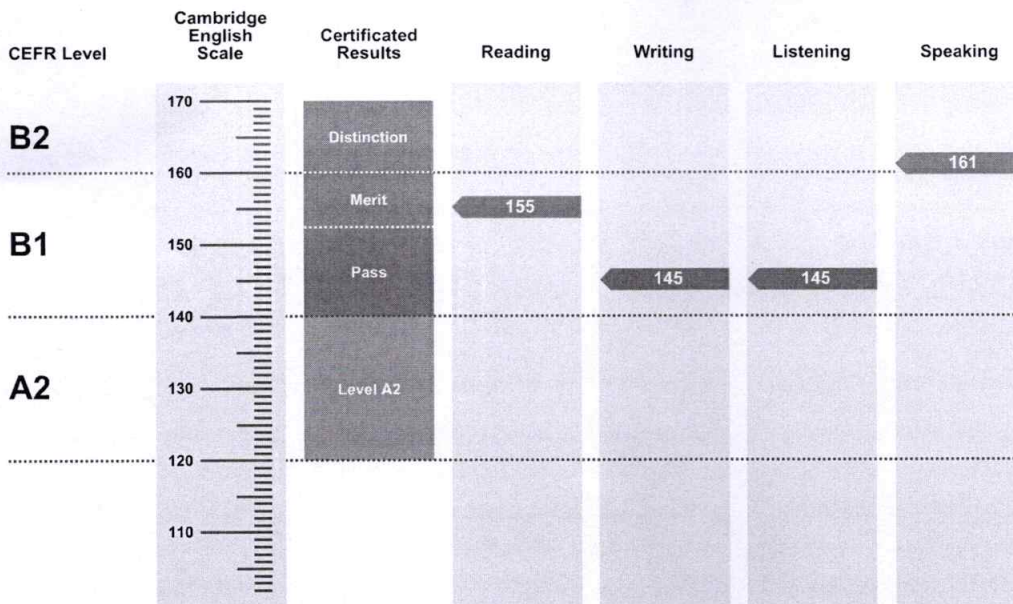 CEFR Level
Cambridge
English
Scale
Certificated
Results
Reading
Writing
Listening
Speaking
170
B2
Distinction
161
160
Merit
155
B1
150
Pass
145
145
140
A2
130
Level A2
120
110